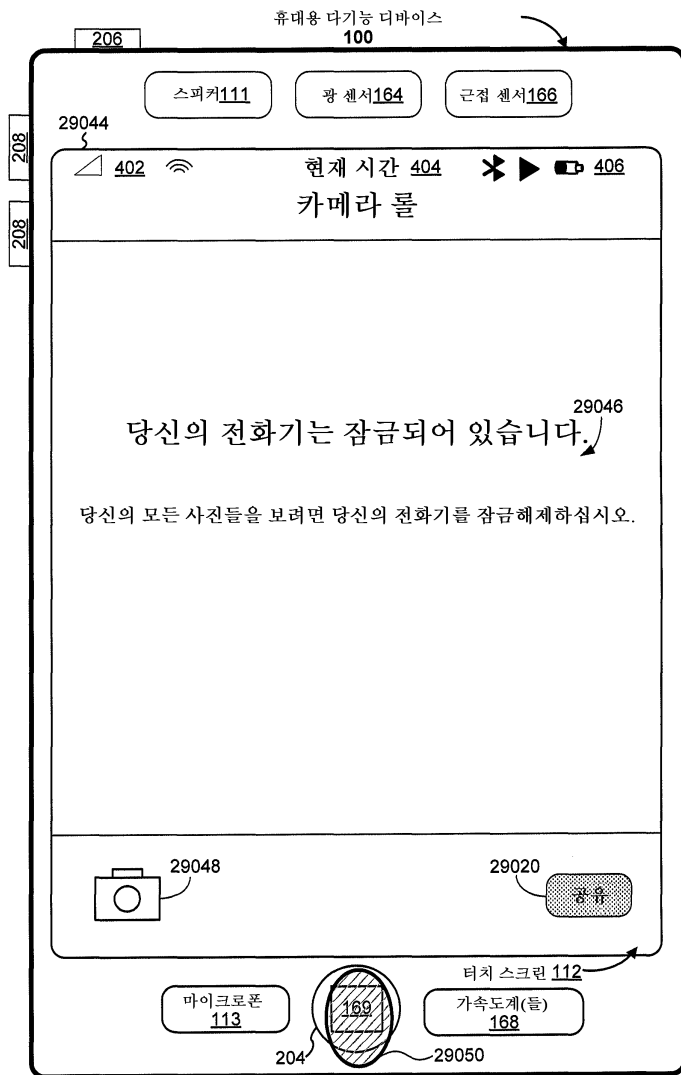 휴대용 다기능 디바이스
100
206
스피커111
광 센서164
근접 센서166
29044
208
208
402
현재 시간 404
406
카메라 롤
29046
당신의 전화기는 잠금되어 있습니다.
당신의 모든 사진들을 보려면 당신의 전화기를 잠금해제하십시오.
29048
29020
공유
터치 스크린 112
마이크로폰
113
169
가속도계(들)
168
204
29050